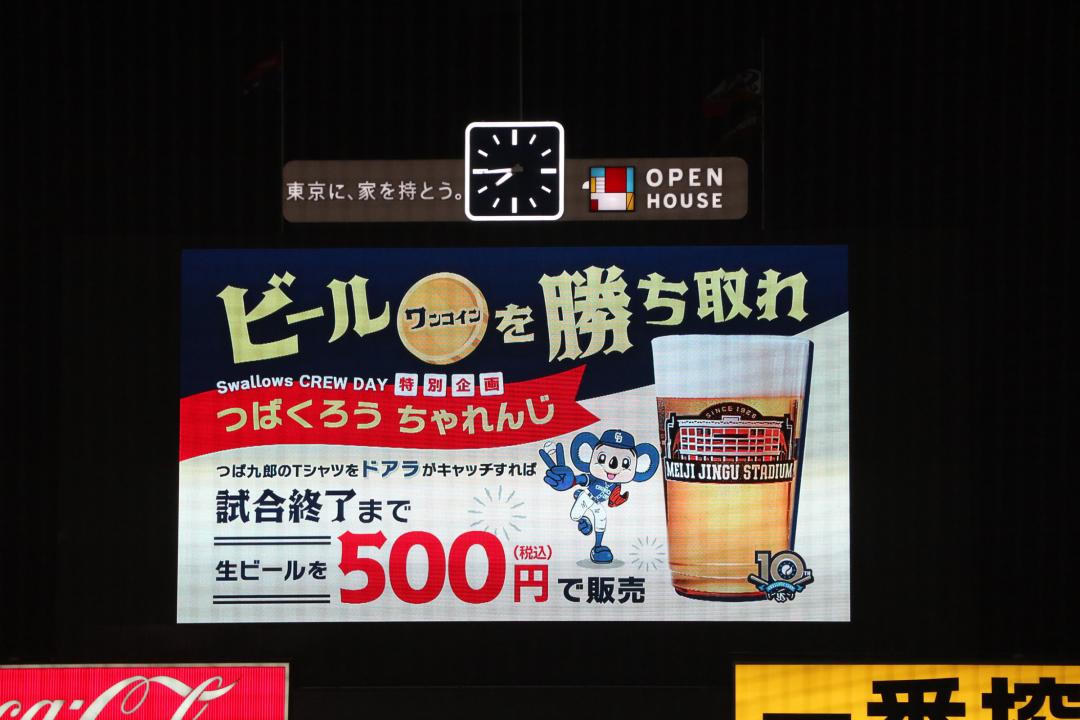 東京に、家を持とう。
OPEN
HOUSE
ビール ワンコイン を勝ち取れ
Swallows CREW DAY 特別企画
つばくろう ちゃれんじ
つば九郎のTシャツをドアラがキャッチすれば
試合終了まで
生ビールを500円(税込)で販売
SINCE 1926
MEIJI JINGU STADIUM
10